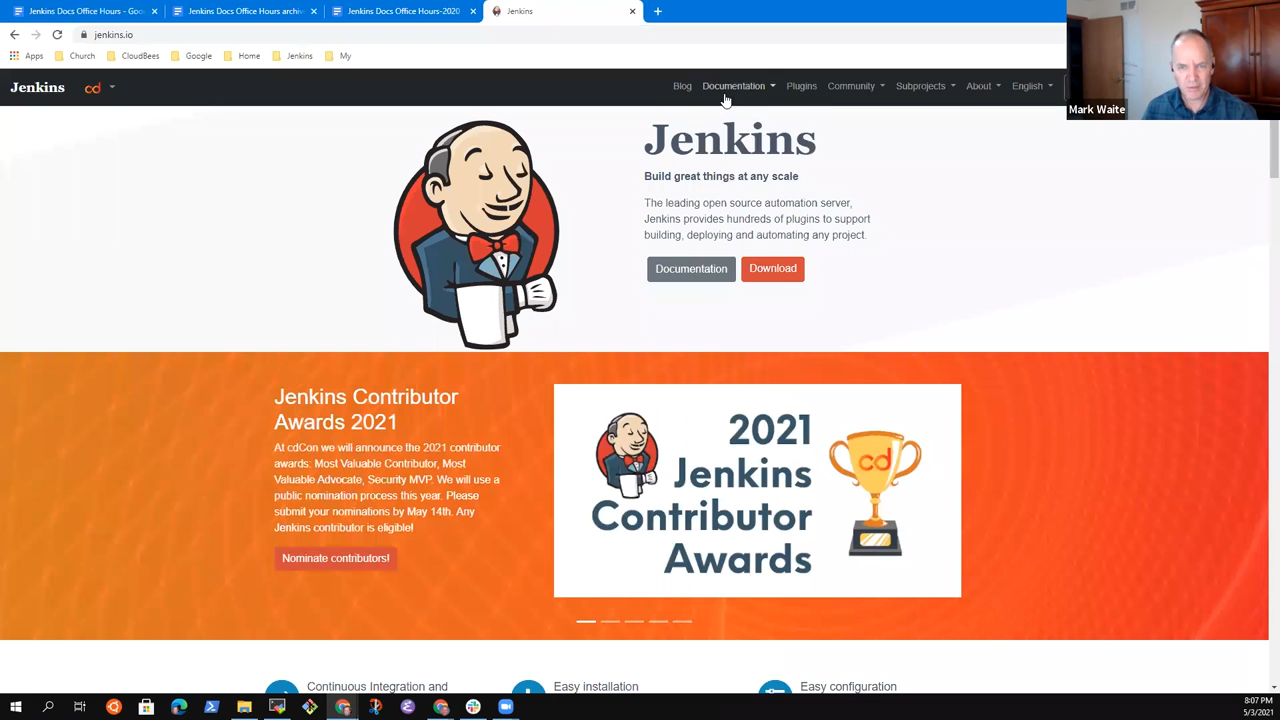 Jenkins Docs Office Hours - Goo
Jenkins Docs Office Hours archiv
Jenkins Docs Office Hours-2020
Jenkins
jenkins.io
Apps
Church
CloudBees
Google
Home
Jenkins
My
Jenkins
cd
Blog
Documentation
Plugins
Community
Subprojects
About
English
Mark Waite
Jenkins
Build great things at any scale
The leading open source automation server,
Jenkins provides hundreds of plugins to support
building, deploying and automating any project.
Documentation
Download
Jenkins Contributor
Awards 2021
At cdCon we will announce the 2021 contributor
awards: Most Valuable Contributor, Most
Valuable Advocate, Security MVP. We will use a
public nomination process this year. Please
submit your nominations by May 14th. Any
Jenkins contributor is eligible!
Nominate contributors!
2021
Jenkins
Contributor
Awards
cd
Continuous Integration and
Easy installation
Easy configuration
8:07 PM
5/3/2021